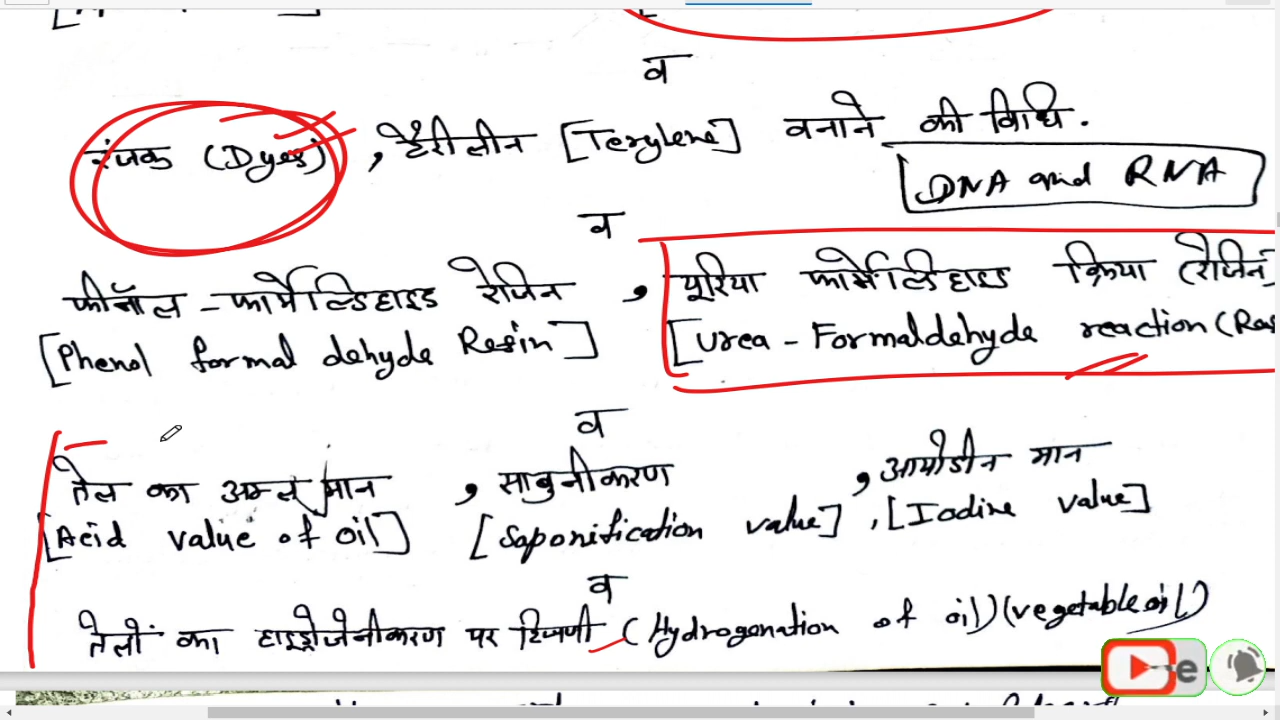 व
रंजक (Dyes) , टैरीलीन [Terylene] बनाने की विधि.
DNA and RNA
व
फीनॉल - फार्मेल्डिहाइड रेजिन , यूरिया फार्मेल्डिहाइड क्रिया (रेजिन)
[Phenol formal dehyde Resin] [Urea - Formaldehyde reaction (Res
व
तेल का अम्ल मान , साबुनीकरण , आयोडीन मान
[Acid value of oil] [Saponification value] , [Iodine value]
व
तेलों का हाइड्रोजेनीकरण पर टिप्पणी (Hydrogenation of oil) (vegetable oil)